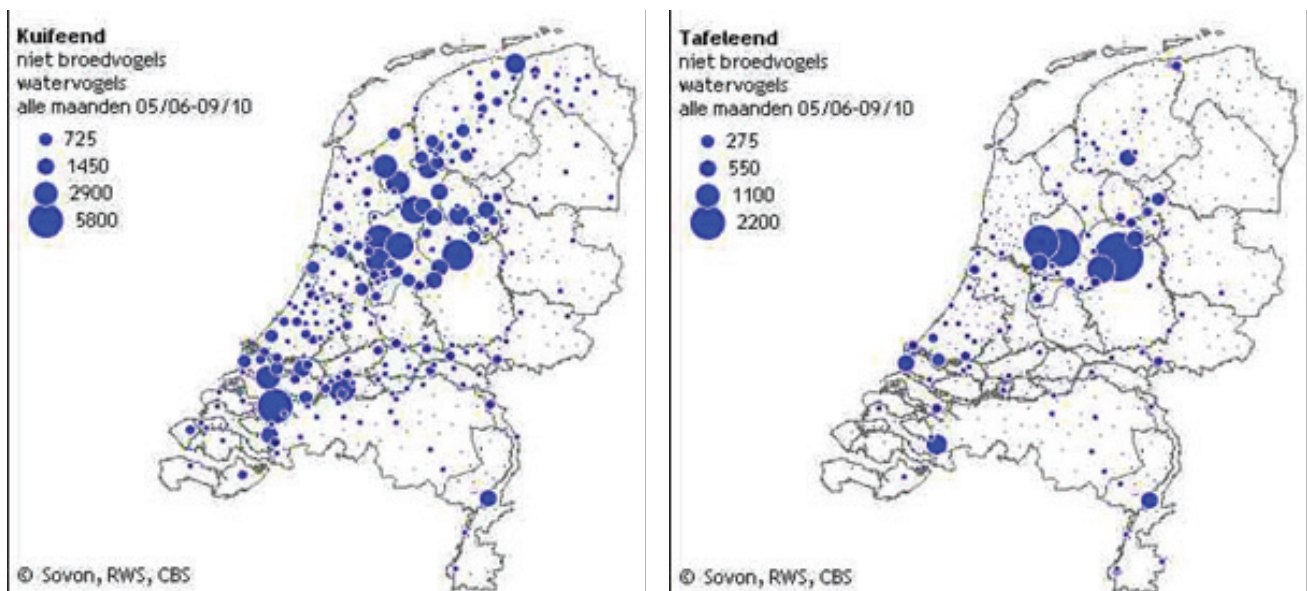 Kuifeend
niet broedvogels
watervogels
alle maanden 05/06-09/10
725
1450
2900
5800
© Sovon, RWS, CBS
Tafeleend
niet broedvogels
watervogels
alle maanden 05/06-09/10
275
550
1100
2200
© Sovon, RWS, CBS